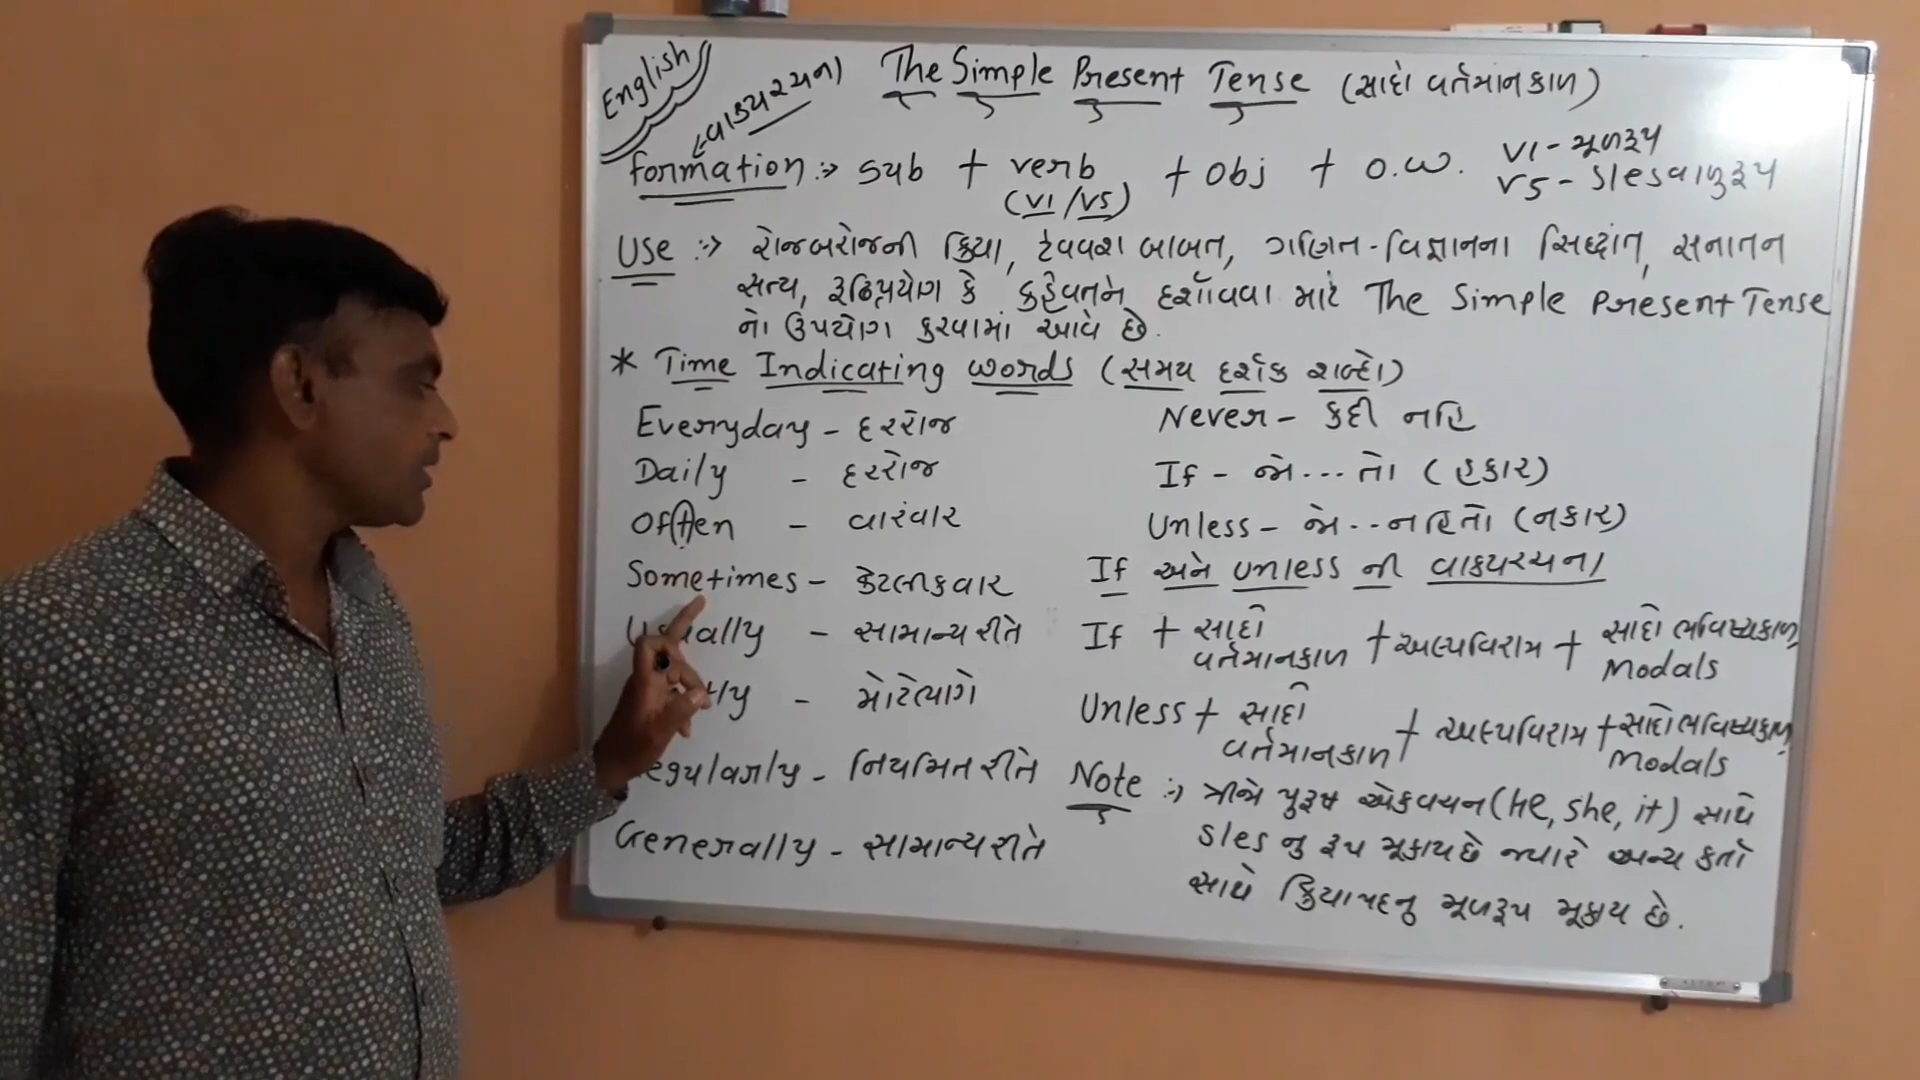 English
વાક્યરચના
The Simple Present Tense (સાદો વર્તમાનકાળ)
formation :→ sub + verb + obj + o.w.
(V1/V5)
V1 - મૂળરૂપ
V5 - s/es વાળુ રૂપ
Use :→ રોજબરોજની ક્રિયા, ટેવવશ બાબત, ગણિત-વિજ્ઞાનના સિદ્ધાંત, સનાતન
સત્ય, રૂઢિપ્રયોગ કે કહેવતને દર્શાવવા માટે The Simple Present Tense
નો ઉપયોગ કરવામાં આવે છે.
* Time Indicating words (સમય દર્શક શબ્દો)
Everyday - દરરોજ
Daily - દરરોજ
Often - વારંવાર
Sometimes - કેટલીકવાર
Usually - સામાન્ય રીતે
- મોટેભાગે
Regularly - નિયમિત રીતે
Generally - સામાન્ય રીતે
Never - કદી નહિ
If - જો...તો (હકાર)
Unless - જો..નહિતો (નકાર)
If અને Unless ની વાક્યરચના
If + સાદો વર્તમાનકાળ + અલ્પવિરામ + સાદો ભવિષ્યકાળ
Modals
Unless + સાદો વર્તમાનકાળ + અલ્પવિરામ + સાદો ભવિષ્યકાળ
Modals
Note :→ ત્રીજો પુરૂષ એકવચન (He, she, it) સાથે
s/es નુ રૂપ મૂકાય છે જ્યારે અન્ય કર્તા
સાથે ક્રિયાપદનુ મૂળરૂપ મૂકાય છે.